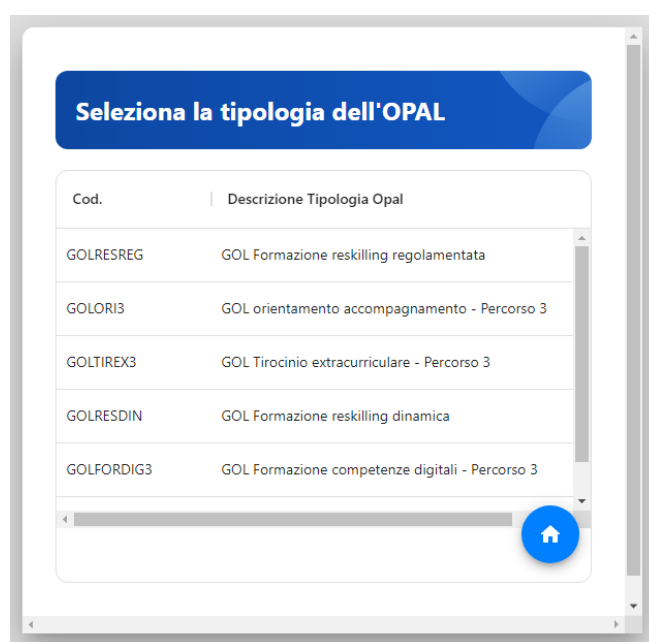 Seleziona la tipologia dell'OPAL
Cod. Descrizione Tipologia Opal
GOLRESREG GOL Formazione reskilling regolamentata
GOLORI3 GOL orientamento accompagnamento - Percorso 3
GOLTIREX3 GOL Tirocinio extracurriculare - Percorso 3
GOLRESDIN GOL Formazione reskilling dinamica
GOLFORDIG3 GOL Formazione competenze digitali - Percorso 3